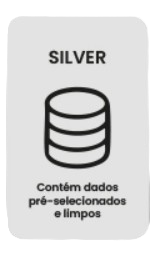 SILVER
Contém dados
pré-selecionados
e limpos